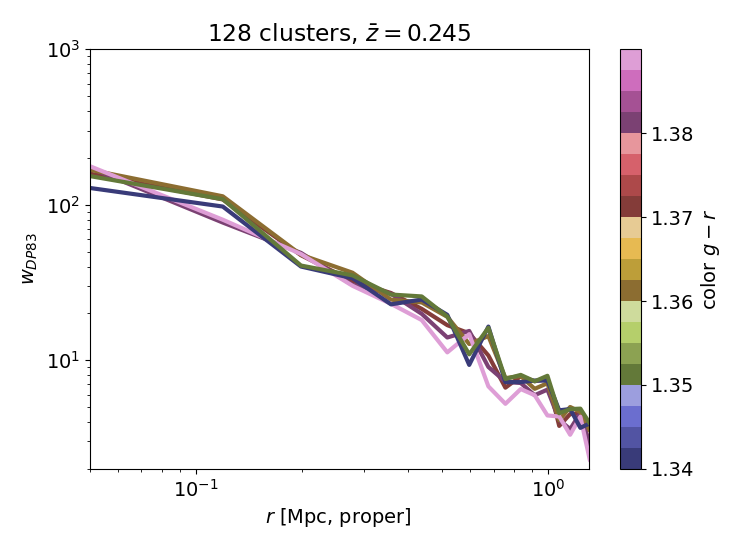 128 clusters, z̄ = 0.245
10³
10²
10¹
w_DP83
10⁻¹
10⁰
r [Mpc, proper]
1.38
1.37
1.36
1.35
1.34
color g − r